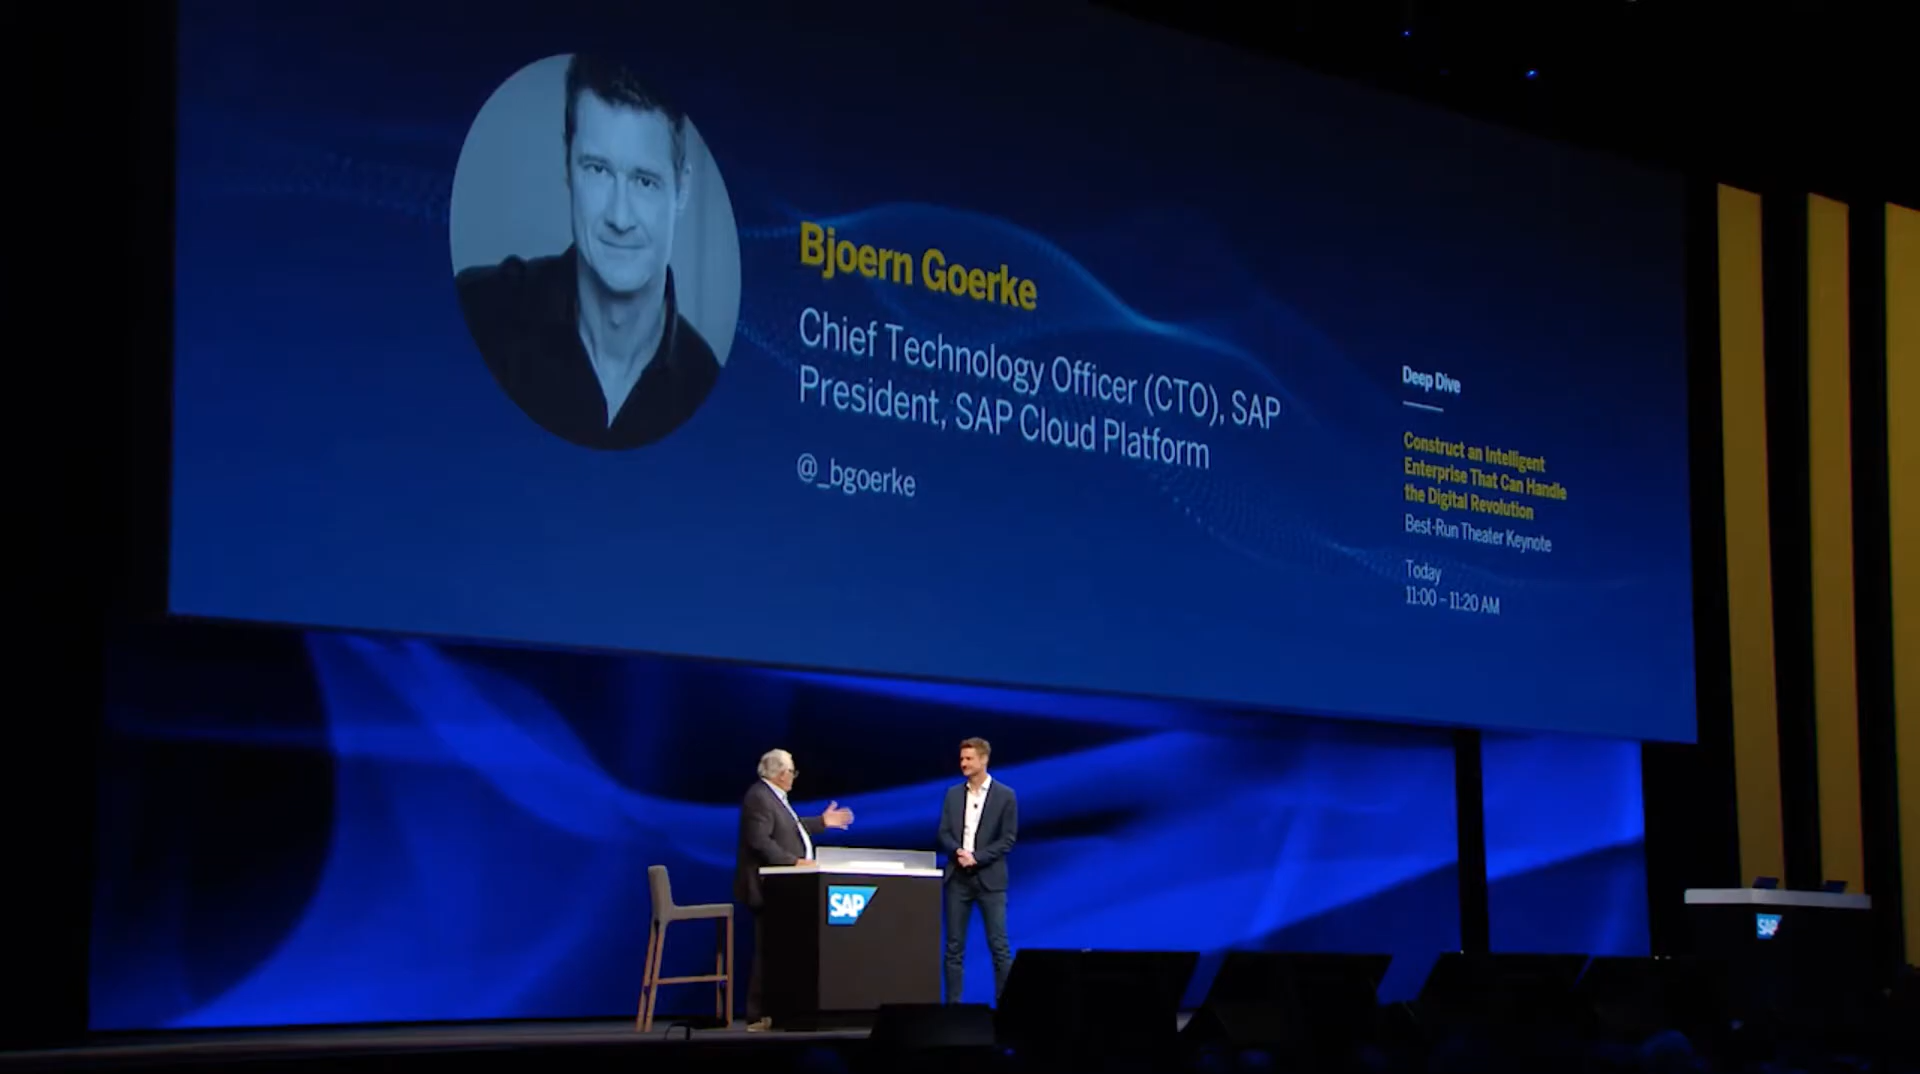 Bjoern Goerke
Chief Technology Officer (CTO), SAP
President, SAP Cloud Platform
@_bgoerke
Deep Dive
Construct an Intelligent
Enterprise That Can Handle
the Digital Revolution
Best-Run Theater Keynote
Today
11:00 – 11:20 AM
SAP
SAP